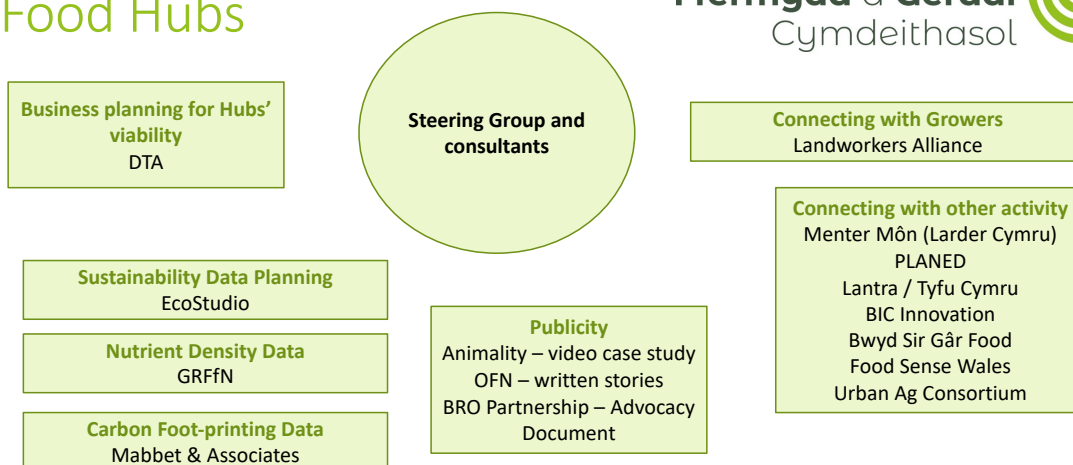 Food Hubs
Cymdeithasol
Business planning for Hubs’
viability
DTA
Steering Group and
consultants
Connecting with Growers
Landworkers Alliance
Connecting with other activity
Menter Môn (Larder Cymru)
PLANED
Lantra / Tyfu Cymru
BIC Innovation
Bwyd Sir Gâr Food
Food Sense Wales
Urban Ag Consortium
Sustainability Data Planning
EcoStudio
Nutrient Density Data
GRFfN
Carbon Foot-printing Data
Mabbet & Associates
Publicity
Animality – video case study
OFN – written stories
BRO Partnership – Advocacy
Document